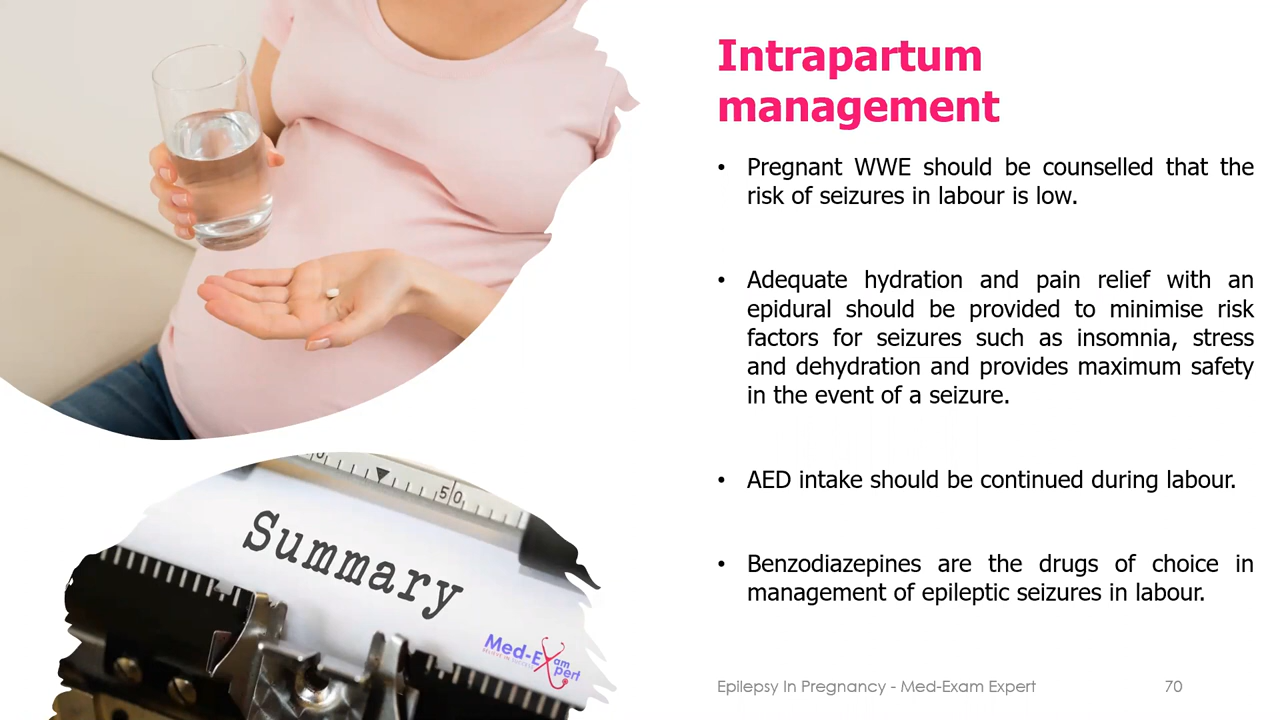 Intrapartum
management
• Pregnant WWE should be counselled that the
risk of seizures in labour is low.
• Adequate hydration and pain relief with an
epidural should be provided to minimise risk
factors for seizures such as insomnia, stress
and dehydration and provides maximum safety
in the event of a seizure.
• AED intake should be continued during labour.
• Benzodiazepines are the drugs of choice in
management of epileptic seizures in labour.
50
Summary
Med-Exam Expert
BELIEVE IN SUCCESS
Epilepsy In Pregnancy - Med-Exam Expert 70